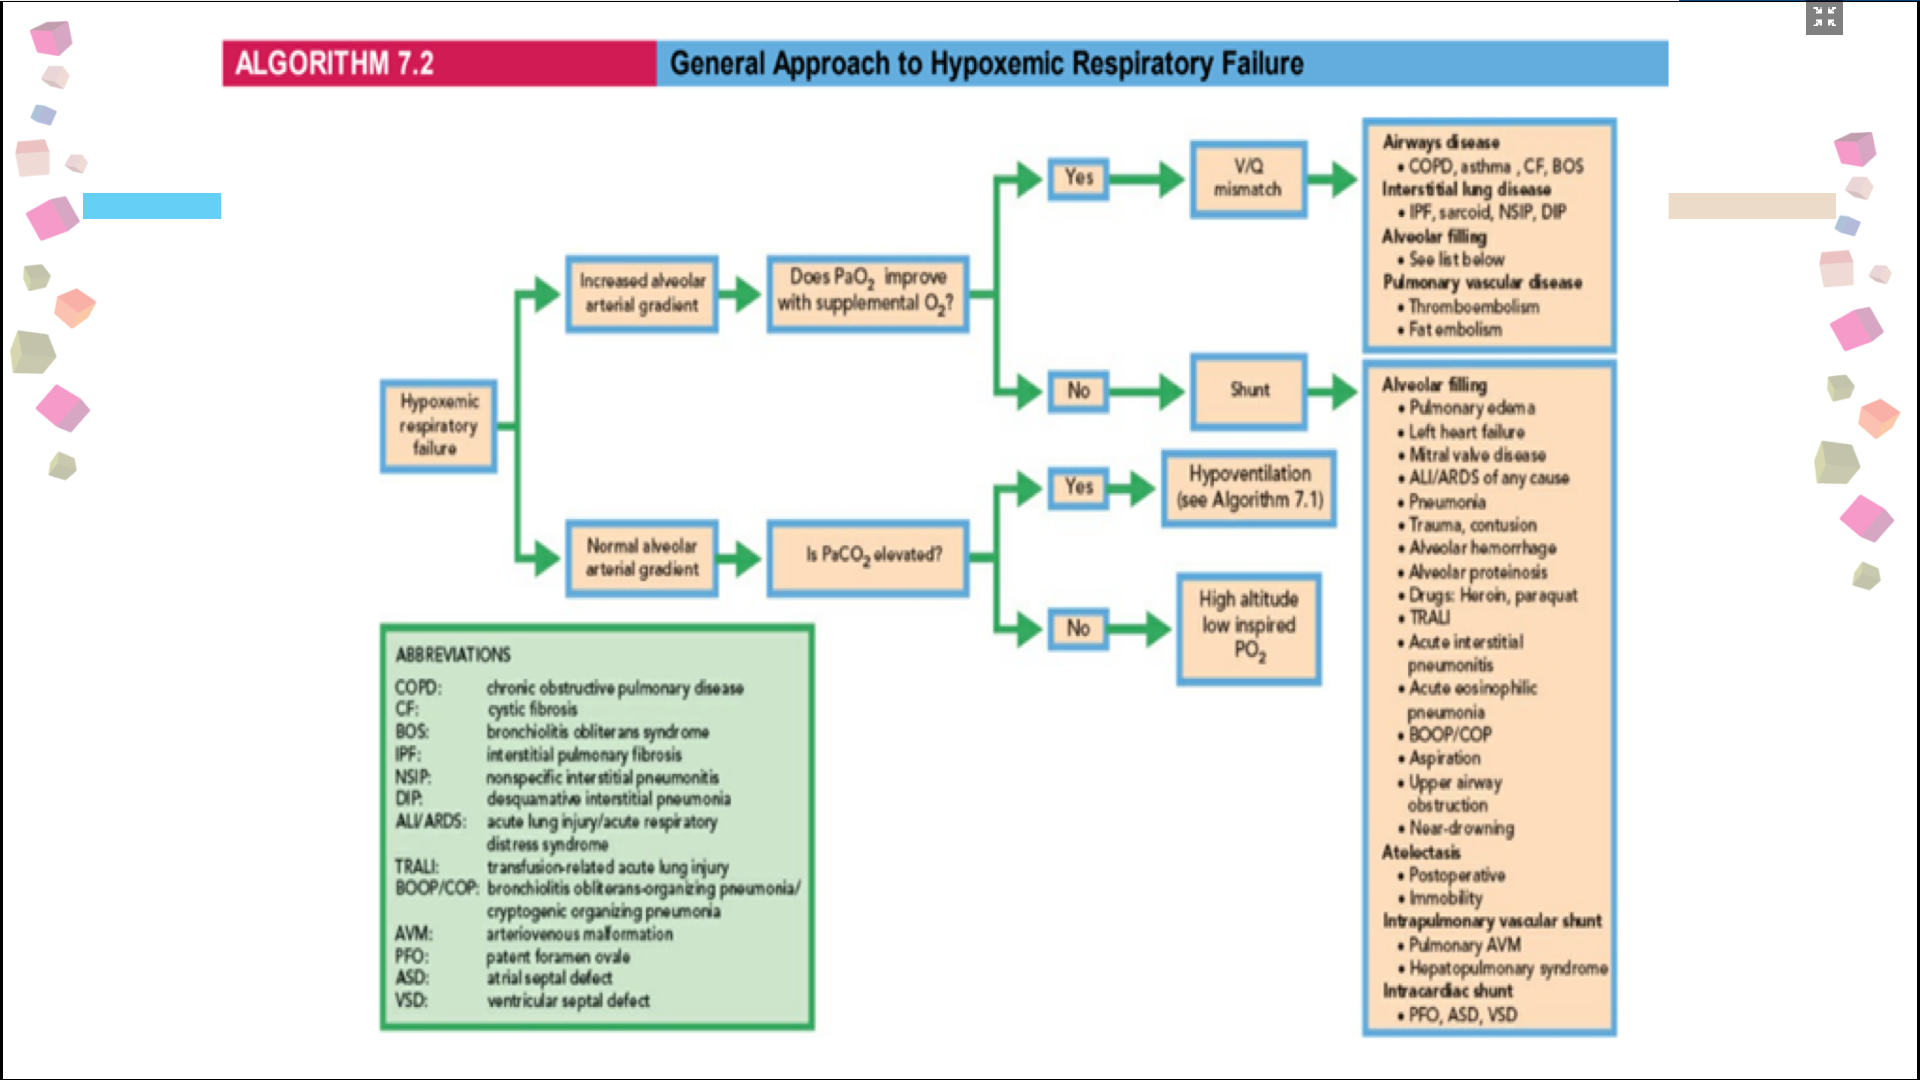 ALGORITHM 7.2
General Approach to Hypoxemic Respiratory Failure
Hypoxemic
respiratory
failure
Increased alveolar
arterial gradient
Does PaO2 improve
with supplemental O2?
Yes
V/Q
mismatch
Airways disease
• COPD, asthma , CF, BOS
Interstitial lung disease
• IPF, sarcoid, NSIP, DIP
Alveolar filling
• See list below
Pulmonary vascular disease
• Thromboembolism
• Fat embolism
No
Shunt
Alveolar filling
• Pulmonary edema
• Left heart failure
• Mitral valve disease
• ALI/ARDS of any cause
• Pneumonia
• Trauma, contusion
• Alveolar hemorrhage
• Alveolar proteinosis
• Drugs: Heroin, paraquat
• TRALI
• Acute interstitial
pneumonitis
• Acute eosinophilic
pneumonia
• BOOP/COP
• Aspiration
• Upper airway
obstruction
• Near-drowning
Atelectasis
• Postoperative
• Immobility
Intrapulmonary vascular shunt
• Pulmonary AVM
• Hepatopulmonary syndrome
Intracardiac shunt
• PFO, ASD, VSD
Normal alveolar
arterial gradient
Is PaCO2 elevated?
Yes
Hypoventilation
(see Algorithm 7.1)
No
High altitude
low inspired
PO2
ABBREVIATIONS
COPD: chronic obstructive pulmonary disease
CF: cystic fibrosis
BOS: bronchiolitis obliterans syndrome
IPF: interstitial pulmonary fibrosis
NSIP: nonspecific interstitial pneumonitis
DIP: desquamative interstitial pneumonia
ALI/ARDS: acute lung injury/acute respiratory
distress syndrome
TRALI: transfusion-related acute lung injury
BOOP/COP: bronchiolitis obliterans-organizing pneumonia/
cryptogenic organizing pneumonia
AVM: arteriovenous malformation
PFO: patent foramen ovale
ASD: atrial septal defect
VSD: ventricular septal defect